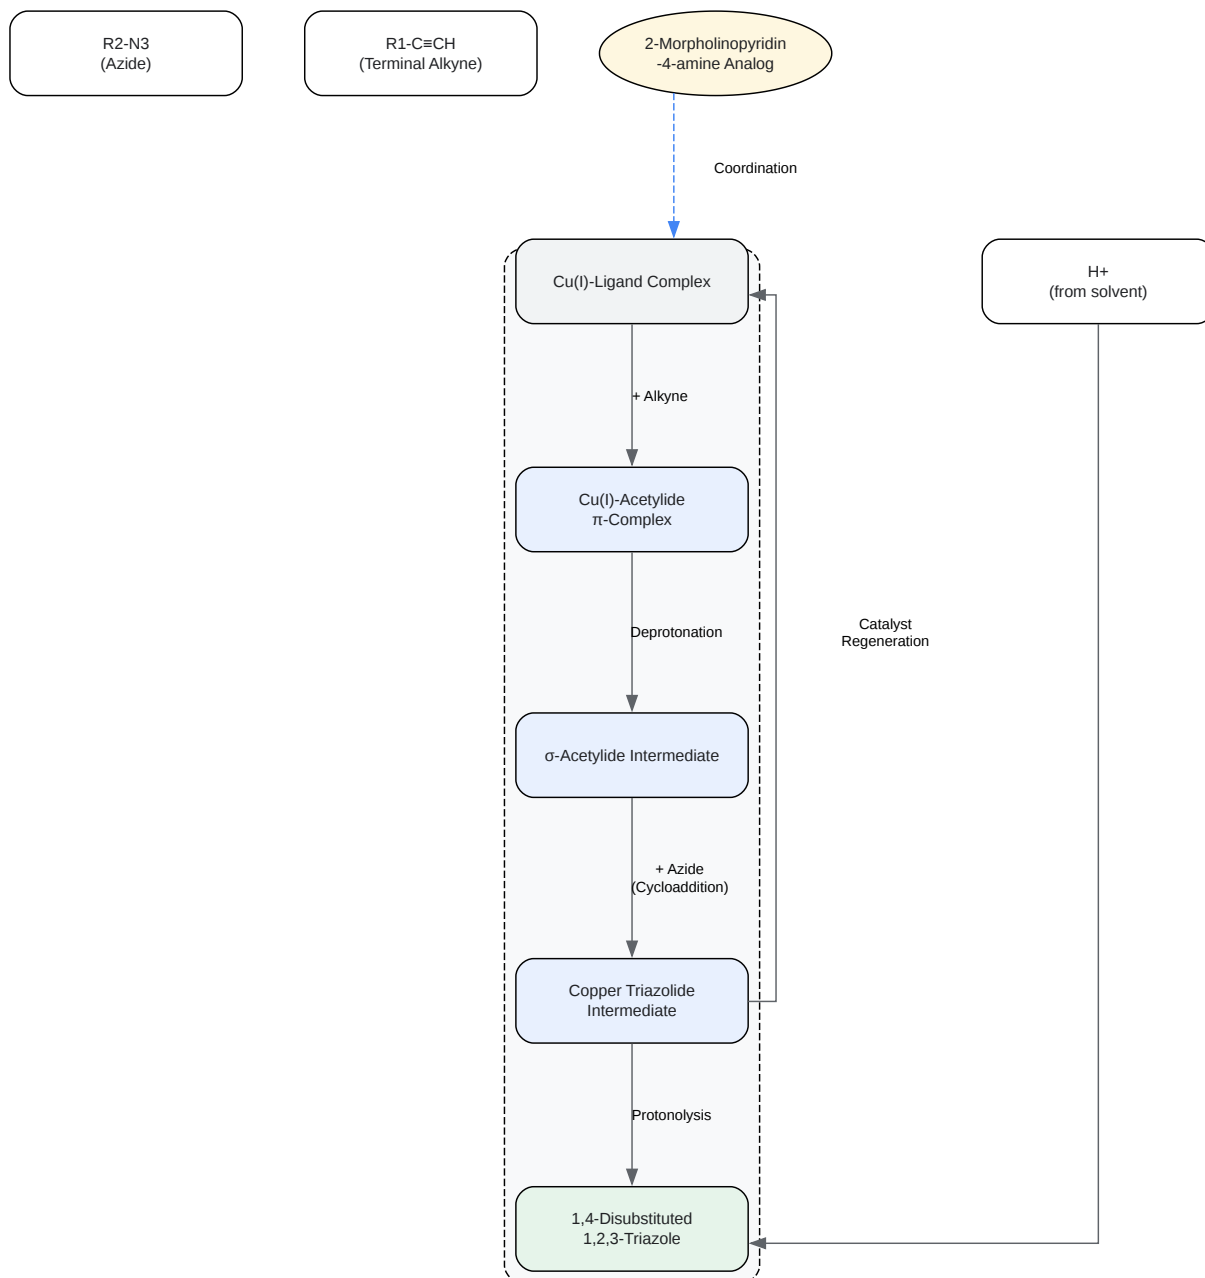 R2-N3
(Azide)
R1-C≡CH
(Terminal Alkyne)
2-Morpholinopyridin
-4-amine Analog
Coordination
Cu(I)-Ligand Complex
H+
(from solvent)
+ Alkyne
Cu(I)-Acetylide
π-Complex
Deprotonation
Catalyst
Regeneration
σ-Acetylide Intermediate
+ Azide
(Cycloaddition)
Copper Triazolide
Intermediate
Protonolysis
1,4-Disubstituted
1,2,3-Triazole